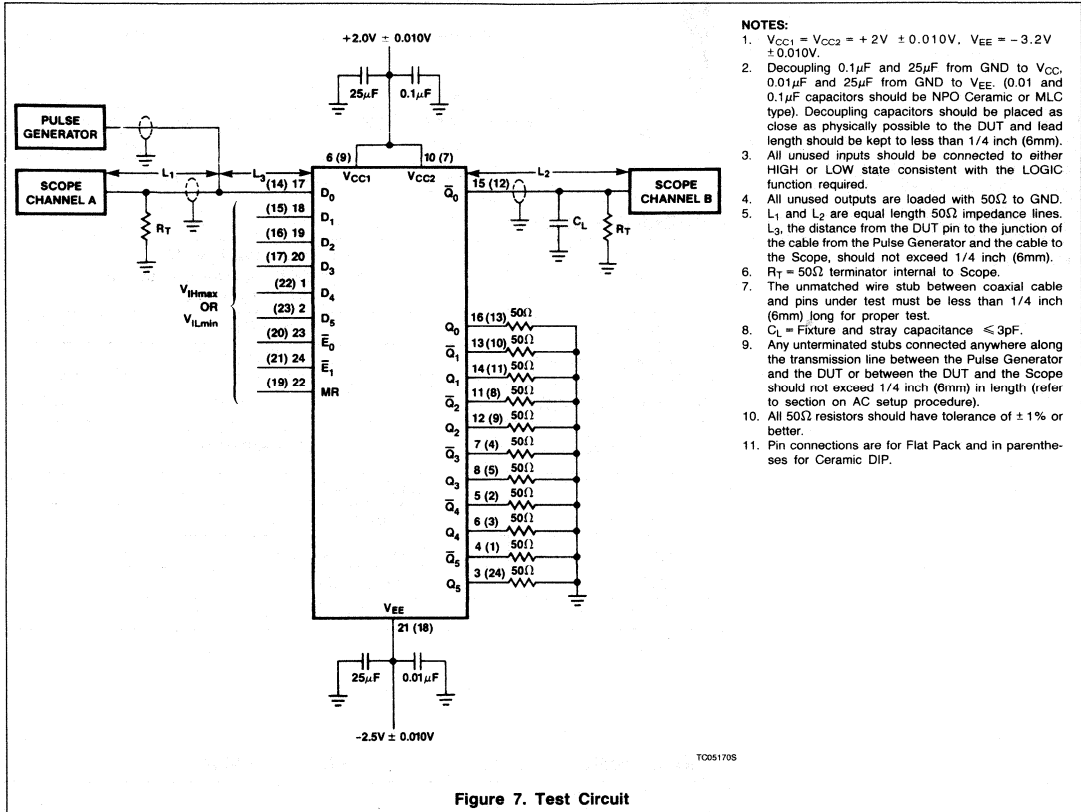 +2.0V ± 0.010V
25μF
0.1μF
PULSE
GENERATOR
6 (9)
10 (7)
L1
L3
L2
VCC1
VCC2
SCOPE
CHANNEL A
(14) 17
D0
Q̅0
15 (12)
SCOPE
CHANNEL B
RT
CL
RT
(15) 18
D1
(16) 19
D2
(17) 20
D3
(22) 1
D4
(23) 2
D5
(20) 23
E̅0
(21) 24
E̅1
(19) 22
MR
VIHmax
OR
VILmin
Q0
16 (13)
50Ω
Q̅1
13 (10)
50Ω
Q1
14 (11)
50Ω
Q̅2
11 (8)
50Ω
Q2
12 (9)
50Ω
Q̅3
7 (4)
50Ω
Q3
8 (5)
50Ω
Q̅4
5 (2)
50Ω
Q4
6 (3)
50Ω
Q̅5
4 (1)
50Ω
Q5
3 (24)
50Ω
VEE
21 (18)
25μF
0.01μF
-2.5V ± 0.010V
NOTES:
1. VCC1 = VCC2 = +2V ±0.010V, VEE = -3.2V
±0.010V.
2. Decoupling 0.1μF and 25μF from GND to VCC,
0.01μF and 25μF from GND to VEE. (0.01 and
0.1μF capacitors should be NPO Ceramic or MLC
type). Decoupling capacitors should be placed as
close as physically possible to the DUT and lead
length should be kept to less than 1/4 inch (6mm).
3. All unused inputs should be connected to either
HIGH or LOW state consistent with the LOGIC
function required.
4. All unused outputs are loaded with 50Ω to GND.
5. L1 and L2 are equal length 50Ω impedance lines.
L3, the distance from the DUT pin to the junction of
the cable from the Pulse Generator and the cable to
the Scope, should not exceed 1/4 inch (6mm).
6. RT = 50Ω terminator internal to Scope.
7. The unmatched wire stub between coaxial cable
and pins under test must be less than 1/4 inch
(6mm) long for proper test.
8. CL = Fixture and stray capacitance ≤ 3pF.
9. Any unterminated stubs connected anywhere along
the transmission line between the Pulse Generator
and the DUT or between the DUT and the Scope
should not exceed 1/4 inch (6mm) in length (refer
to section on AC setup procedure).
10. All 50Ω resistors should have tolerance of ± 1% or
better.
11. Pin connections are for Flat Pack and in parenthe-
ses for Ceramic DIP.
TC05170S
Figure 7. Test Circuit